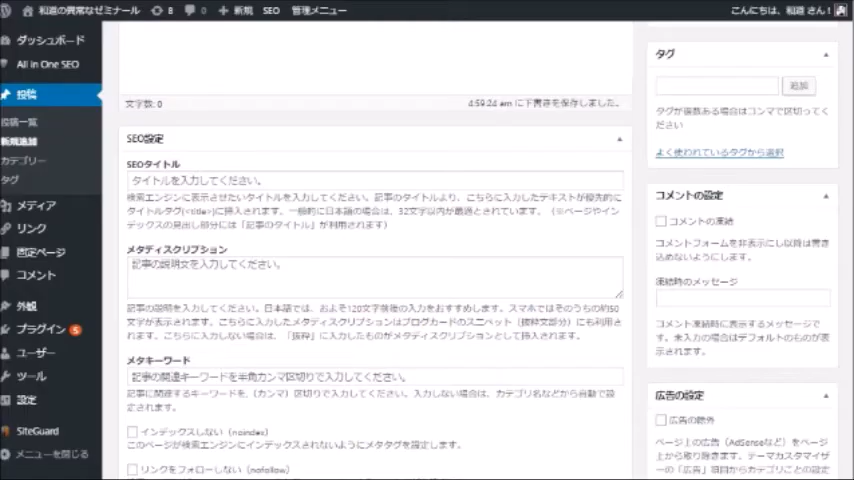 和道の異常なゼミナール 8 0 新規 SEO 管理メニュー こんにちは、和道 さん！
ダッシュボード
All in One SEO
投稿
投稿一覧
新規追加
カテゴリー
タグ
メディア
リンク
固定ページ
コメント
外観
プラグイン 5
ユーザー
ツール
設定
SiteGuard
メニューを閉じる
文字数: 0 4:59:24 am に下書きを保存しました。
SEO設定
SEOタイトル
タイトルを入力してください。
検索エンジンに表示させたいタイトルを入力してください。記事のタイトルより、こちらに入力したテキストが優先的に
タイトルタグ(<title>)に挿入されます。一般的に日本語の場合は、32文字以内が最適とされています。（※ページやイン
デックスの見出し部分には「記事のタイトル」が利用されます）
メタディスクリプション
記事の説明文を入力してください。
記事の説明を入力してください。日本語では、およそ120文字前後の入力をおすすめします。スマホではそのうちの約50
文字が表示されます。こちらに入力したメタディスクリプションはブログカードのスニペット（抜粋文部分）にも利用さ
れます。こちらに入力しない場合は、「抜粋」に入力したものがメタディスクリプションとして挿入されます。
メタキーワード
記事の関連キーワードを半角カンマ区切りで入力してください。
記事に関連するキーワードを,（カンマ）区切りで入力してください。入力しない場合は、カテゴリ名などから自動で設
定されます。
インデックスしない（noindex）
このページが検索エンジンにインデックスされないようにメタタグを設定します。
リンクをフォローしない（nofollow）
タグ
追加
タグが複数ある場合はコンマで区切ってく
ださい
よく使われているタグから選択
コメントの設定
コメントの凍結
コメントフォームを非表示にし以降は書き
込めないようにします。
凍結時のメッセージ
コメント凍結時に表示するメッセージで
す。未入力の場合はデフォルトのものが表
示されます。
広告の設定
広告の除外
ページ上の広告（AdSenseなど）をページ
上から取り除きます。テーマカスタマイザ
ーの「広告」項目からカテゴリごとの設定